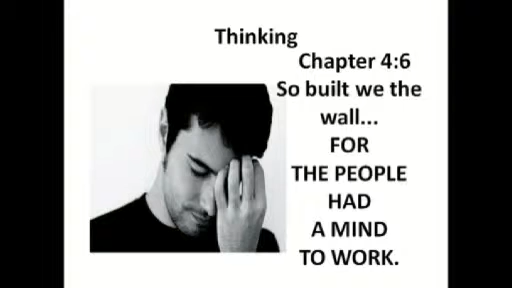 Thinking
Chapter 4:6
So built we the
wall...
FOR
THE PEOPLE
HAD
A MIND
TO WORK.